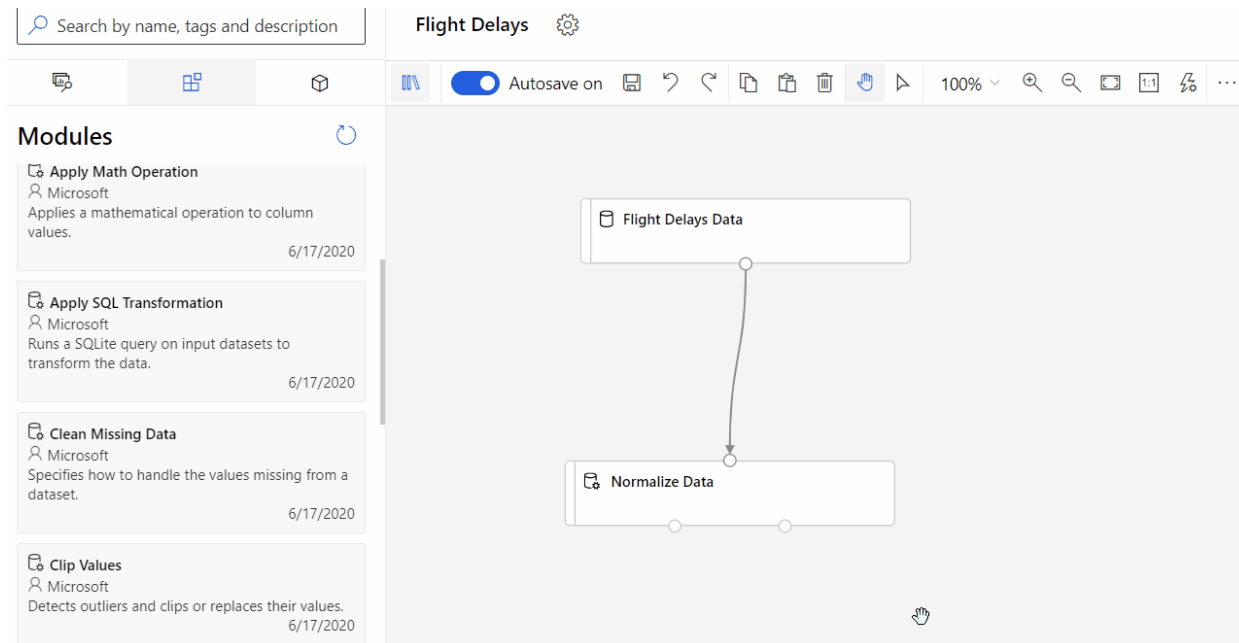 Search by name, tags and description
Flight Delays
Autosave on
100%
1:1
Modules
Apply Math Operation
Microsoft
Applies a mathematical operation to column
values.
6/17/2020
Apply SQL Transformation
Microsoft
Runs a SQLite query on input datasets to
transform the data.
6/17/2020
Clean Missing Data
Microsoft
Specifies how to handle the values missing from a
dataset.
6/17/2020
Clip Values
Microsoft
Detects outliers and clips or replaces their values.
6/17/2020
Flight Delays Data
Normalize Data